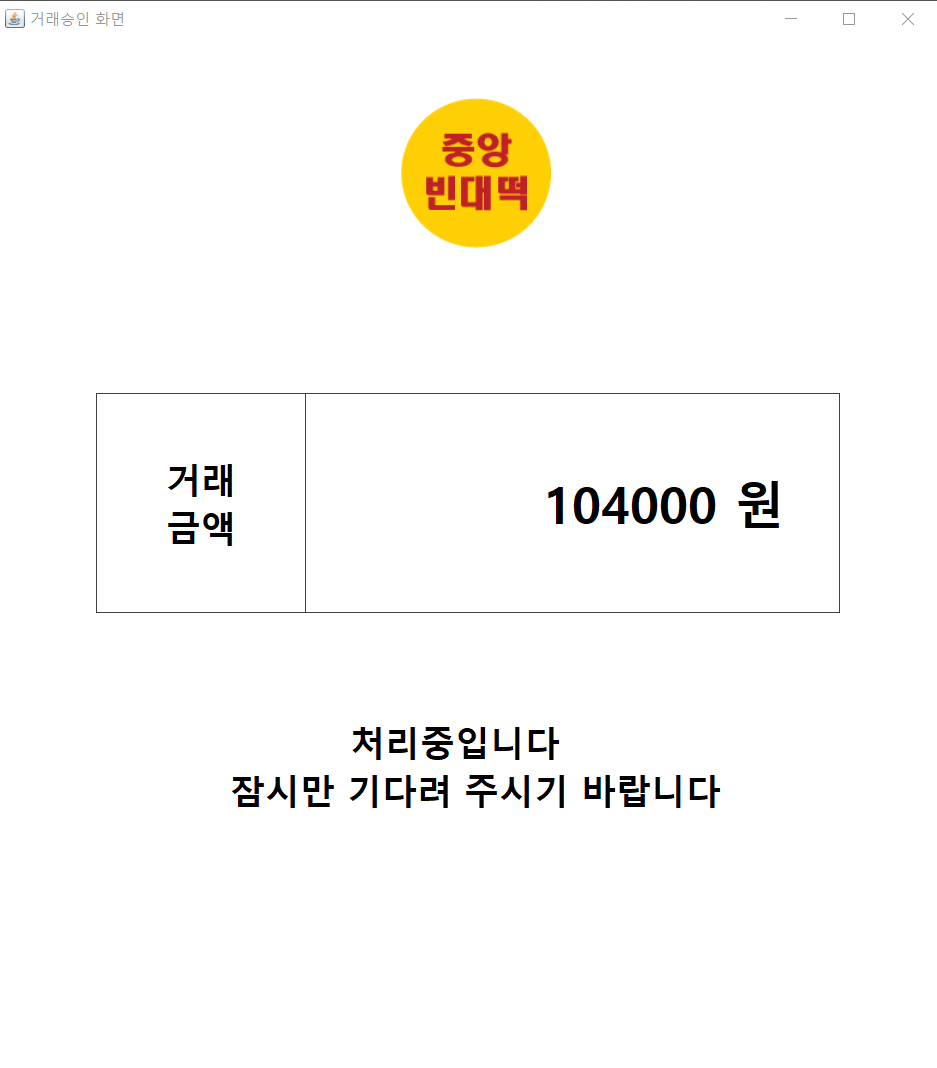 거래승인 화면
중앙
빈대떡
거래
금액
104000 원
처리중입니다
잠시만 기다려 주시기 바랍니다